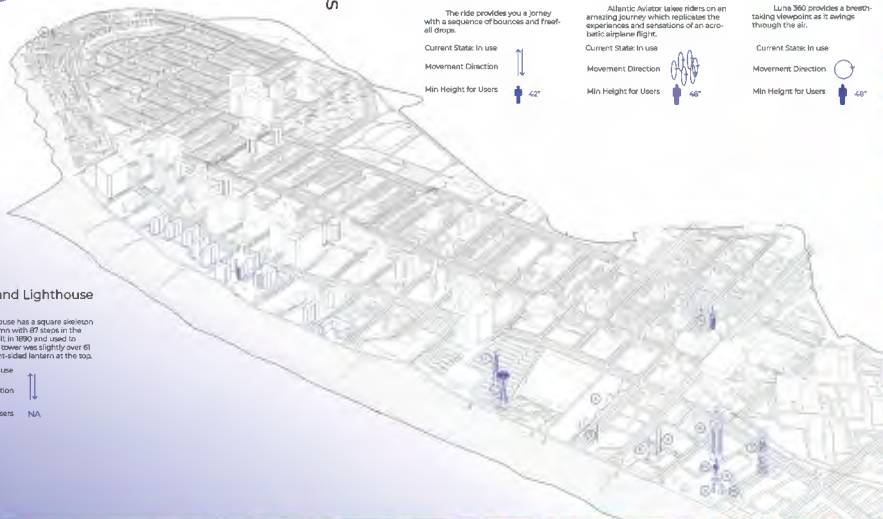 S
The ride provides you a jorney
with a sequence of bounces and freef-
all drops.
Current State: In use
Movement Direction
Min Height for Users 42"
Atlantic Aviator takes riders on an
amazing journey which replicates the
experiences and sensations of an acro-
batic airplane flight.
Current State: In use
Movement Direction
Min Height for Users 48"
Luna 360 provides a breath-
taking viewpoint as it swings
through the air.
Current State: In use
Movement Direction
Min Height for Users 48"
and Lighthouse
ouse has a square skeleton
mn with 87 steps in the
ilt in 1890 and used to
tower was slightly over 61
ht-sided lantern at the top.
use
ction
sers NA